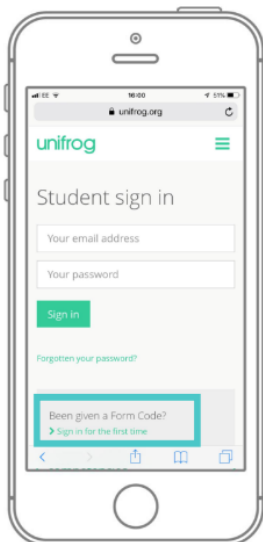 EE 16:00 51%
unifrog.org
unifrog
Student sign in
Your email address
Your password
Sign in
Forgotten your password?
Been given a Form Code?
> Sign in for the first time